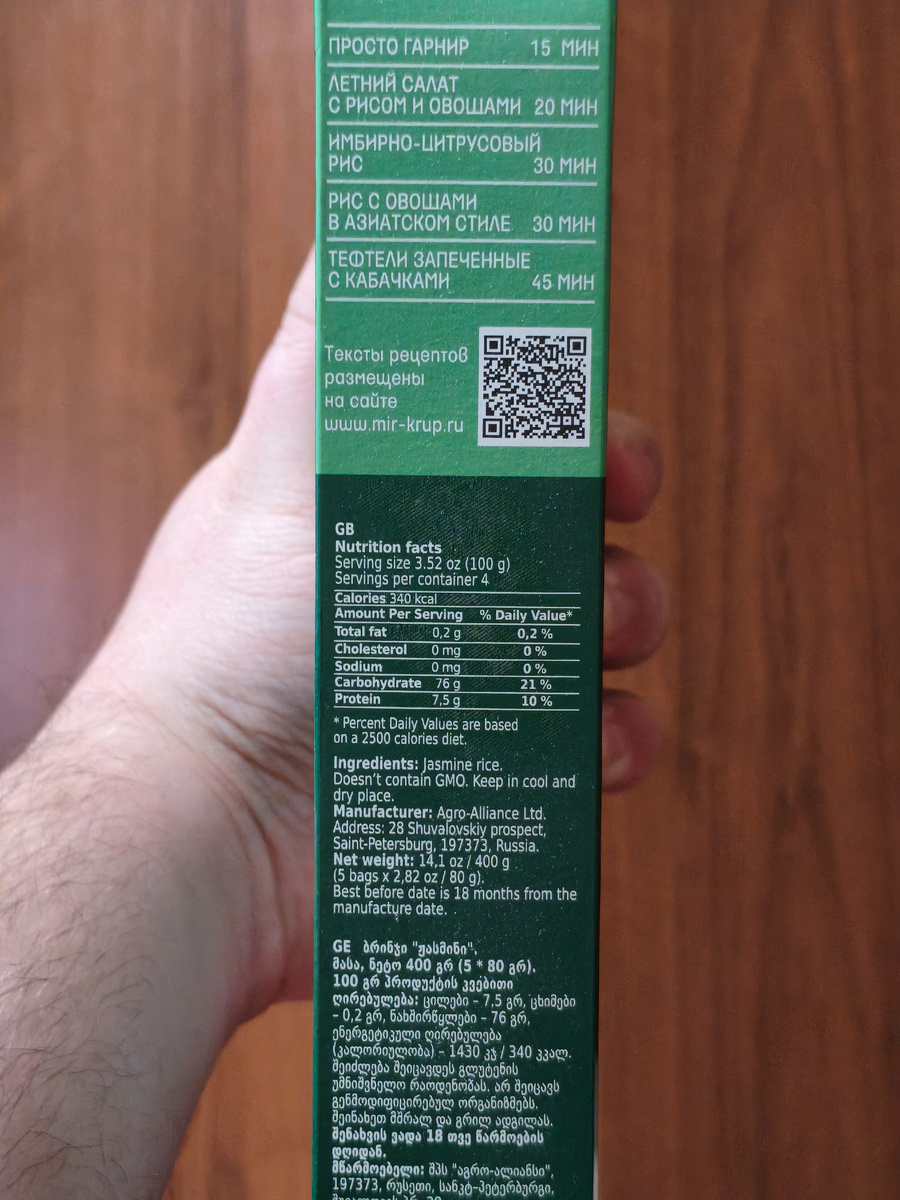 ПРОСТО ГАРНИР 15 МИН
ЛЕТНИЙ САЛАТ
С РИСОМ И ОВОЩАМИ 20 МИН
ИМБИРНО-ЦИТРУСОВЫЙ
РИС 30 МИН
РИС С ОВОЩАМИ
В АЗИАТСКОМ СТИЛЕ 30 МИН
ТЕФТЕЛИ ЗАПЕЧЕННЫЕ
С КАБАЧКАМИ 45 МИН
Тексты рецептов
размещены
на сайте
www.mir-krup.ru
GB
Nutrition facts
Serving size 3.52 oz (100 g)
Servings per container 4
Calories 340 kcal
Amount Per Serving % Daily Value*
Total fat 0,2 g 0,2 %
Cholesterol 0 mg 0 %
Sodium 0 mg 0 %
Carbohydrate 76 g 21 %
Protein 7,5 g 10 %
* Percent Daily Values are based
on a 2500 calories diet.
Ingredients: Jasmine rice.
Doesn't contain GMO. Keep in cool and
dry place.
Manufacturer: Agro-Alliance Ltd.
Address: 28 Shuvalovskiy prospect,
Saint-Petersburg, 197373, Russia.
Net weight: 14,1 oz / 400 g
(5 bags x 2,82 oz / 80 g).
Best before date is 18 months from the
manufacture date.
GE ბრინჯი "ჟასმინი".
მასა, ნეტო 400 გრ (5 * 80 გრ).
100 გრ პროდუქტის კვებითი
ღირებულება: ცილები – 7,5 გრ, ცხიმები
– 0,2 გრ, ნახშირწყლები – 76 გრ,
ენერგეტიკული ღირებულება
(კალორიულობა) – 1430 კჯ / 340 კკალ.
შეიძლება შეიცავდეს გლუტენის
უმნიშვნელო რაოდენობას. არ შეიცავს
გენმოდიფიცირებულ ორგანიზმებს.
შეინახეთ მშრალ და გრილ ადგილას.
შენახვის ვადა 18 თვე წარმოების
დღიდან.
მწარმოებელი: შპს "აგრო-ალიანსი",
197373, რუსეთი, სანკტ-პეტერბურგი,